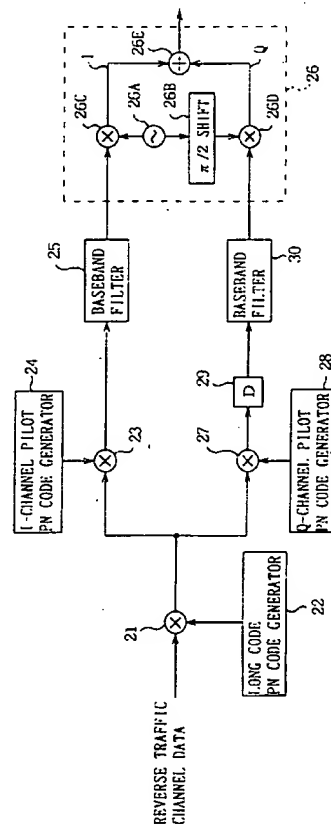 REVERSE TRAFFIC
CHANNEL DATA
21
LONG CODE
PN CODE GENERATOR
22
I-CHANNEL PILOT
PN CODE GENERATOR
24
23
25
BASEBAND
FILTER
27
29
D
Q-CHANNEL PILOT
PN CODE GENERATOR
28
BASEBAND
FILTER
30
26C
I
26A
26B
π/2 SHIFT
26D
26E
Q
26